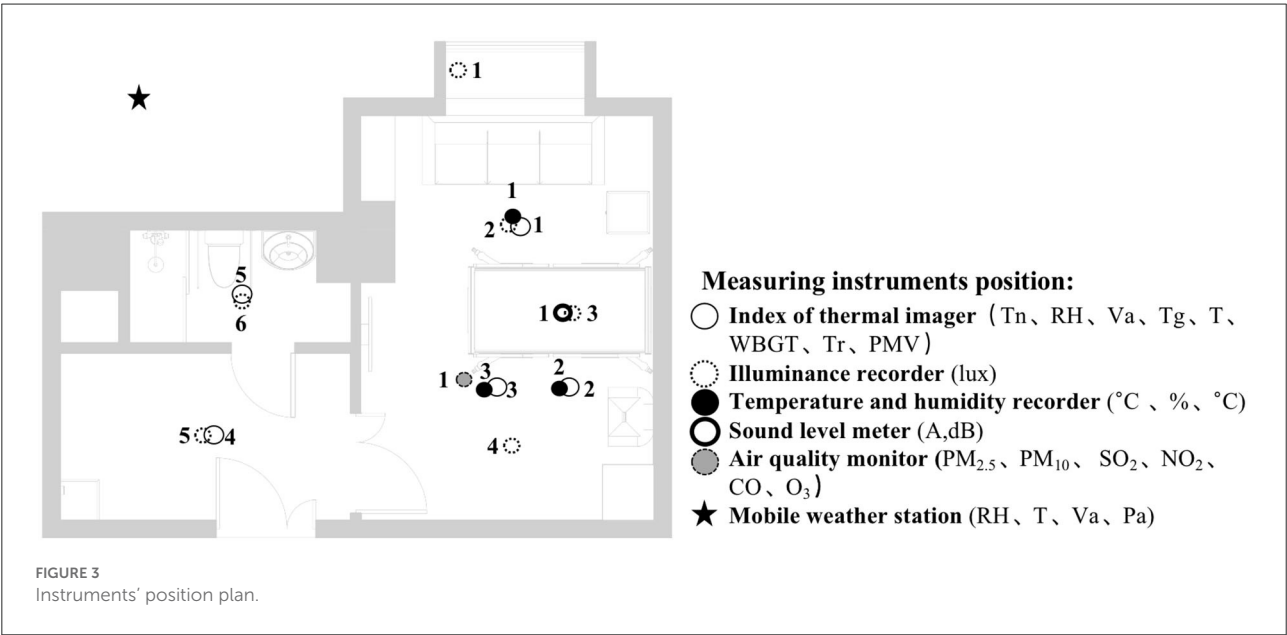 1
1
2 1
5
6
1 3
1 3 3 2 2
5 4
4
Measuring instruments position:
Index of thermal imager（Tn、RH、Va、Tg、T、
WBGT、Tr、PMV）
Illuminance recorder (lux)
Temperature and humidity recorder (°C 、%、°C)
Sound level meter (A,dB)
Air quality monitor (PM2.5、PM10、 SO2、NO2、
CO、O3）
Mobile weather station (RH、T、Va、Pa)
FIGURE 3
Instruments' position plan.